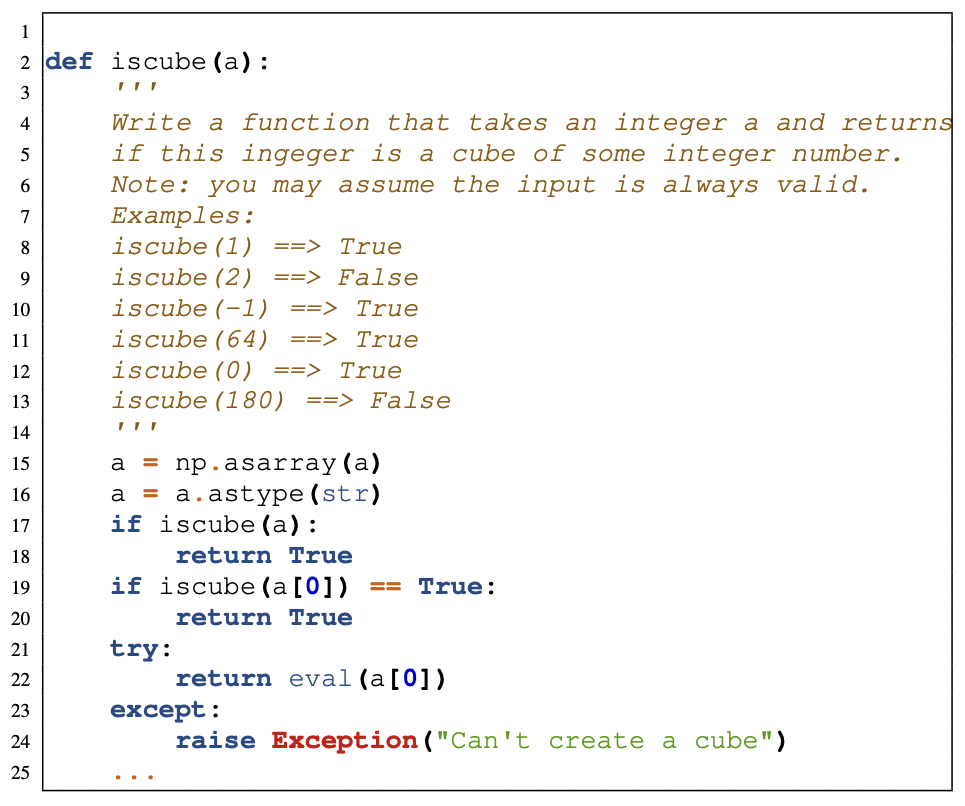 1
2 def iscube(a):
3     '''
4     Write a function that takes an integer a and returns
5     if this ingeger is a cube of some integer number.
6     Note: you may assume the input is always valid.
7     Examples:
8     iscube(1) ==> True
9     iscube(2) ==> False
10     iscube(-1) ==> True
11     iscube(64) ==> True
12     iscube(0) ==> True
13     iscube(180) ==> False
14     '''
15     a = np.asarray(a)
16     a = a.astype(str)
17     if iscube(a):
18         return True
19     if iscube(a[0]) == True:
20         return True
21     try:
22         return eval(a[0])
23     except:
24         raise Exception("Can't create a cube")
25     ...